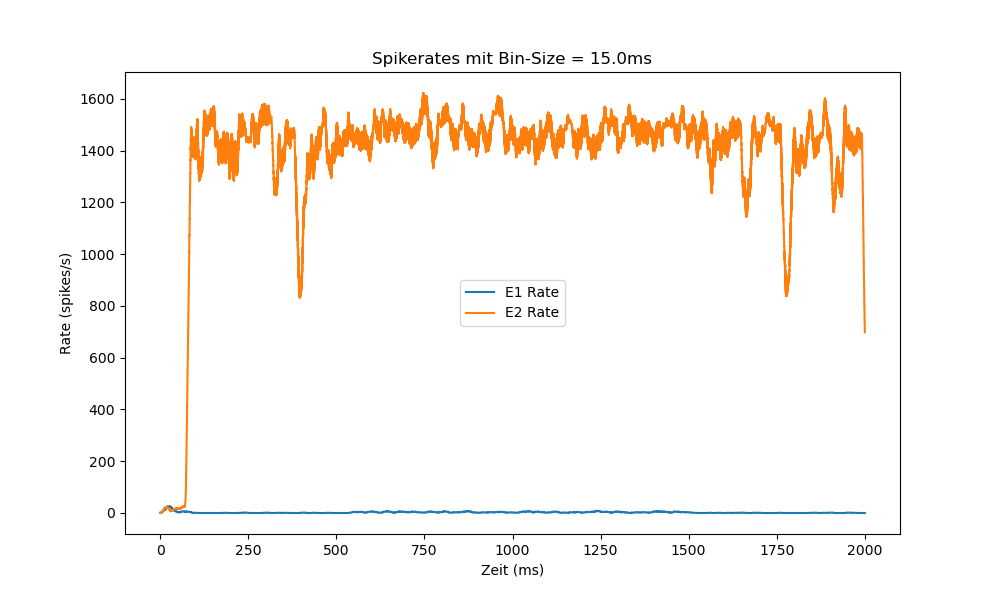 Spikerates mit Bin-Size = 15.0ms
Rate (spikes/s)
1600
1400
1200
1000
800
600
400
200
0
E1 Rate
E2 Rate
0 250 500 750 1000 1250 1500 1750 2000
Zeit (ms)